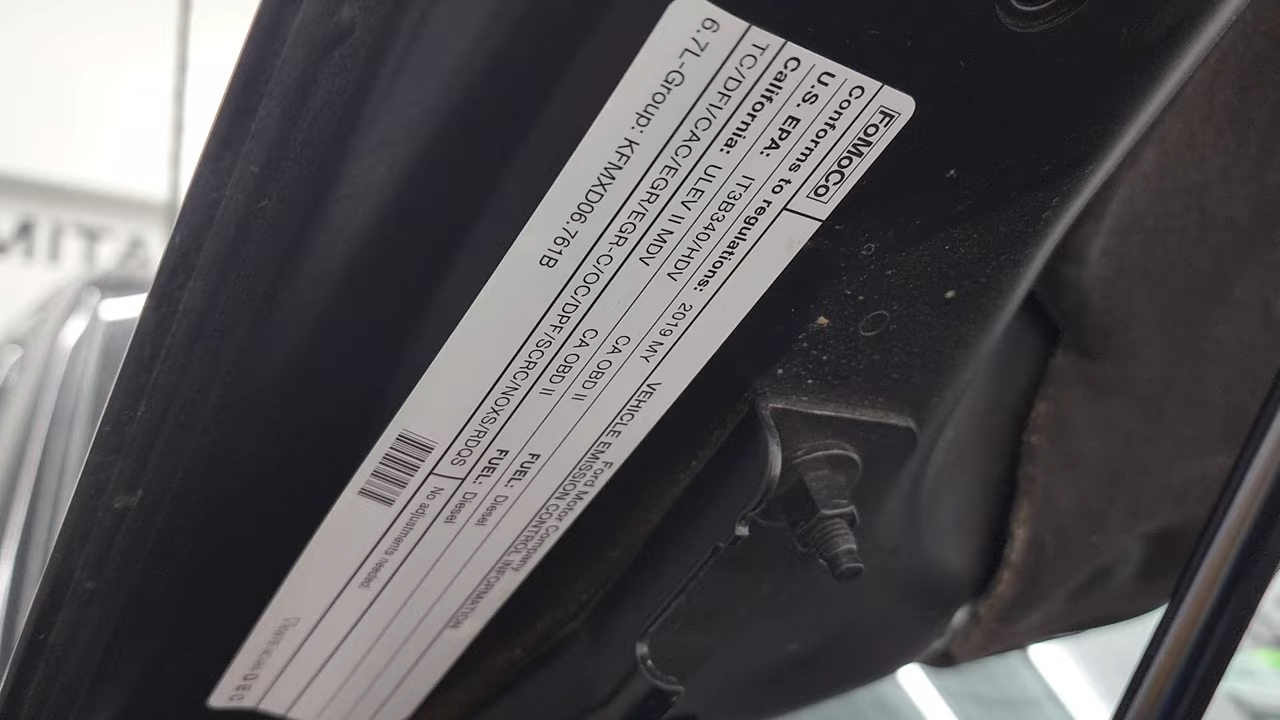 FoMoCo
VEHICLE EMISSION CONTROL INFORMATION
Ford Motor Company
Conforms to regulations: 2019 MY
U.S. EPA: IT3B340/HDV CA OBD II FUEL: Diesel
California: ULEV II MDV CA OBD II FUEL: Diesel
TC/DFI/CAC/EGR/EGR-C/OC/DPF/SCRC/NOXS/RDQS
No adjustments needed.
6.7L-Group: KFMXD06.761B